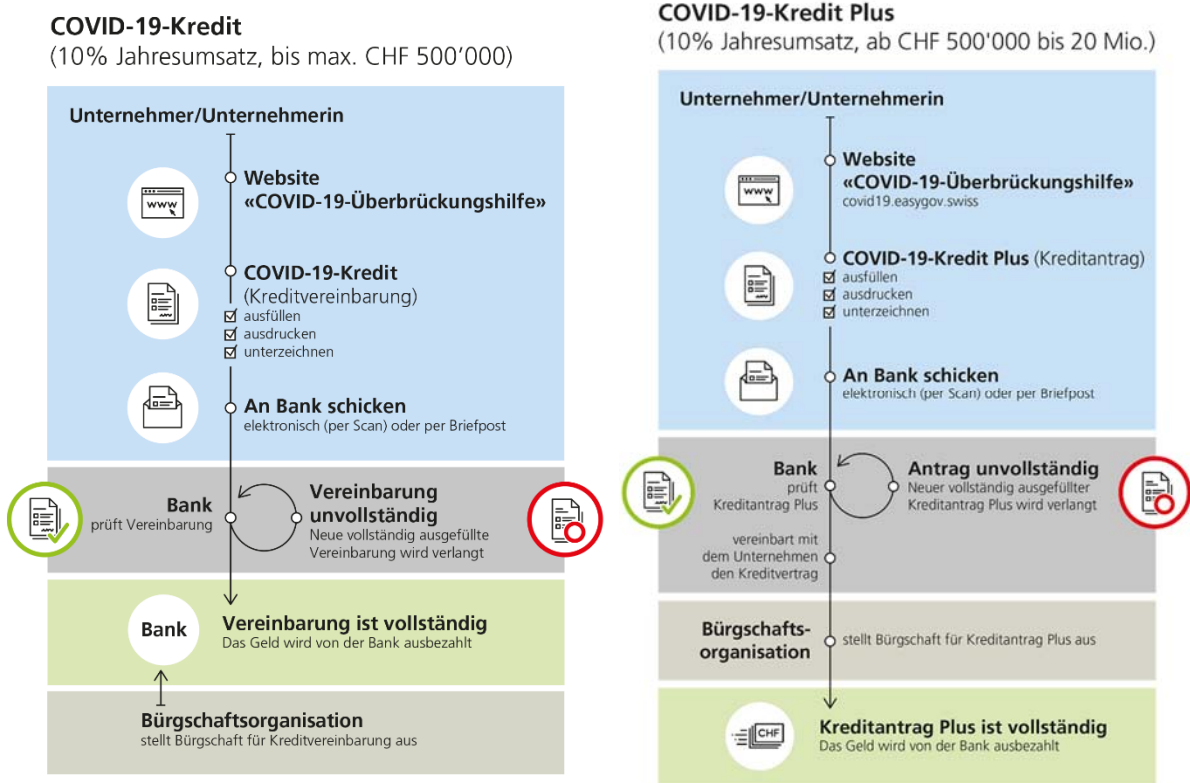 COVID-19-Kredit
(10% Jahresumsatz, bis max. CHF 500’000)
Unternehmer/Unternehmerin
www
Website
«COVID-19-Überbrückungshilfe»
COVID-19-Kredit
(Kreditvereinbarung)
ausfüllen
ausdrucken
unterzeichnen
An Bank schicken
elektronisch (per Scan) oder per Briefpost
Bank
prüft Vereinbarung
Vereinbarung
unvollständig
Neue vollständig ausgefüllte
Vereinbarung wird verlangt
Bank
Vereinbarung ist vollständig
Das Geld wird von der Bank ausbezahlt
Bürgschaftsorganisation
stellt Bürgschaft für Kreditvereinbarung aus
COVID-19-Kredit Plus
(10% Jahresumsatz, ab CHF 500'000 bis 20 Mio.)
Unternehmer/Unternehmerin
www
Website
«COVID-19-Überbrückungshilfe»
covid19.easygov.swiss
COVID-19-Kredit Plus (Kreditantrag)
ausfüllen
ausdrucken
unterzeichnen
An Bank schicken
elektronisch (per Scan) oder per Briefpost
Bank
prüft
Kreditantrag Plus
Antrag unvollständig
Neuer vollständig ausgefüllter
Kreditantrag Plus wird verlangt
vereinbart mit
dem Unternehmen
den Kreditvertrag
Bürgschafts-
organisation
stellt Bürgschaft für Kreditantrag Plus aus
CHF
Kreditantrag Plus ist vollständig
Das Geld wird von der Bank ausbezahlt